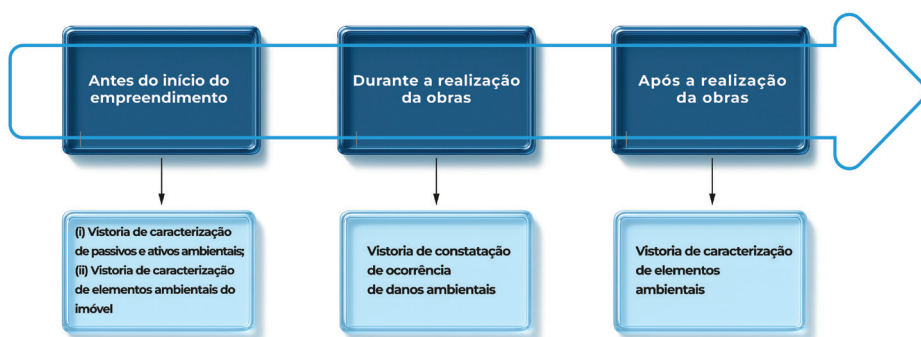 Antes do início do
empreendimento
Durante a realização
da obras
Após a realização
da obras
(i) Vistoria de caracterização
de passivos e ativos ambientais;
(ii) Vistoria de caracterização
de elementos ambientais do
imóvel
Vistoria de constatação
de ocorrência
de danos ambientais
Vistoria de caracterização
de elementos
ambientais